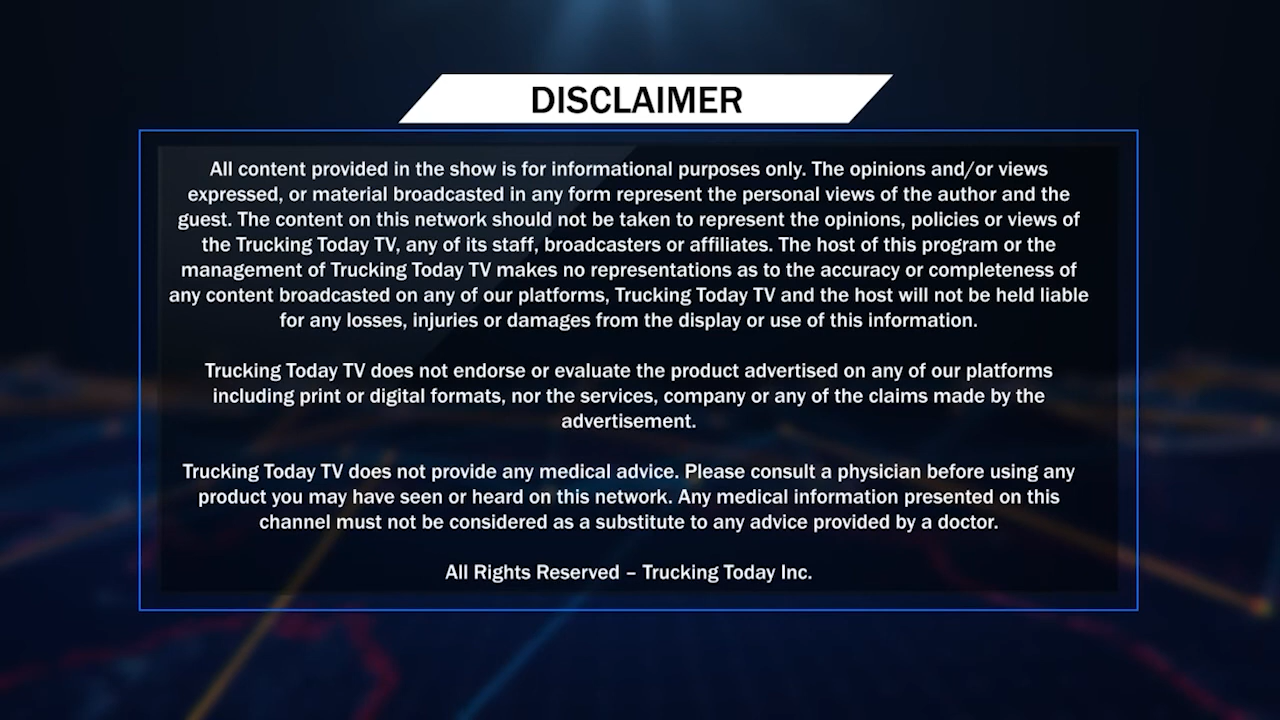 DISCLAIMER
All content provided in the show is for informational purposes only. The opinions and/or views
expressed, or material broadcasted in any form represent the personal views of the author and the
guest. The content on this network should not be taken to represent the opinions, policies or views of
the Trucking Today TV, any of its staff, broadcasters or affiliates. The host of this program or the
management of Trucking Today TV makes no representations as to the accuracy or completeness of
any content broadcasted on any of our platforms, Trucking Today TV and the host will not be held liable
for any losses, injuries or damages from the display or use of this information.
Trucking Today TV does not endorse or evaluate the product advertised on any of our platforms
including print or digital formats, nor the services, company or any of the claims made by the
advertisement.
Trucking Today TV does not provide any medical advice. Please consult a physician before using any
product you may have seen or heard on this network. Any medical information presented on this
channel must not be considered as a substitute to any advice provided by a doctor.
All Rights Reserved – Trucking Today Inc.